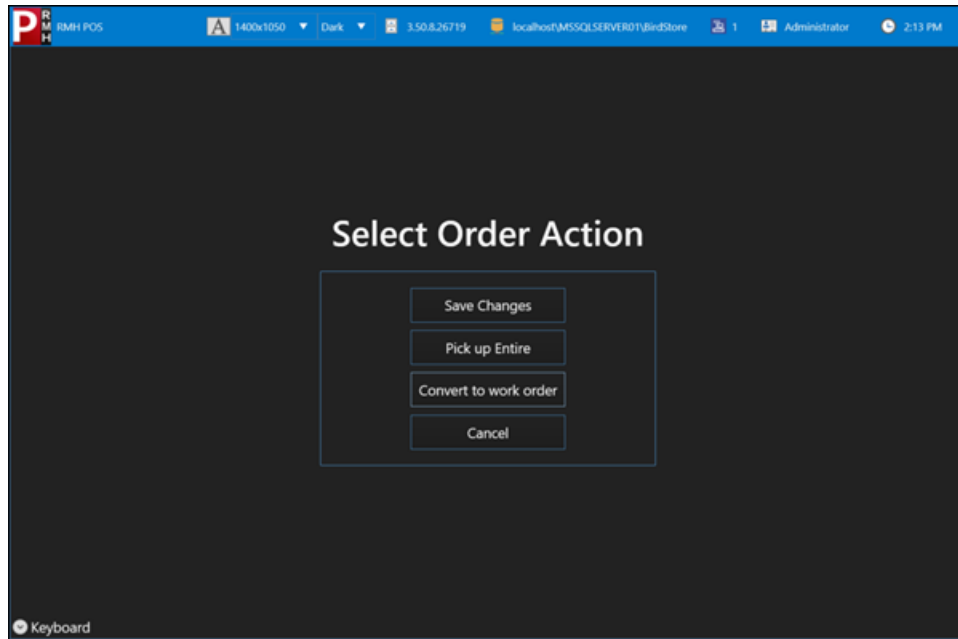 P RMH RMH POS A 1400x1050 Dark 3.50.8.26719 localhost\MSSQLSERVER01\BirdStore 1 Administrator 2:13 PM
Select Order Action
Save Changes
Pick up Entire
Convert to work order
Cancel
Keyboard